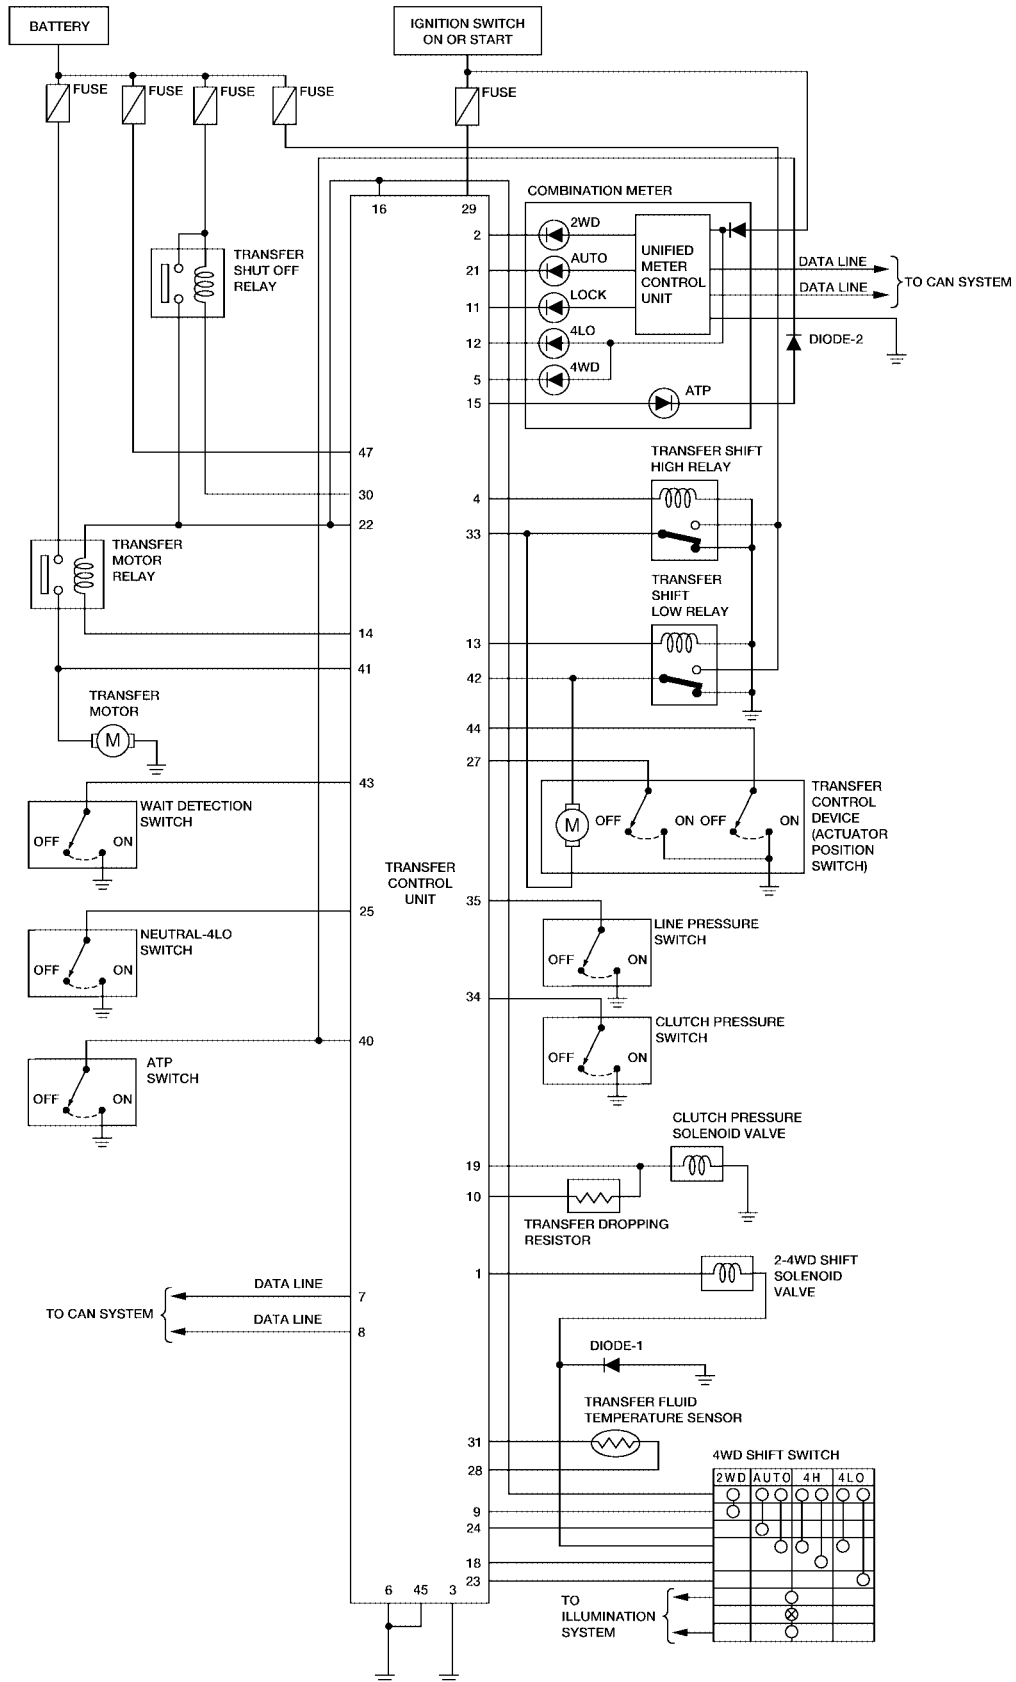 BATTERY
IGNITION SWITCH
ON OR START
FUSE
FUSE
FUSE
FUSE
FUSE
16
29
COMBINATION METER
2
2WD
21
AUTO
11
LOCK
12
4LO
5
4WD
15
ATP
UNIFIED
METER
CONTROL
UNIT
DATA LINE
DATA LINE
TO CAN SYSTEM
DIODE-2
TRANSFER
SHUT OFF
RELAY
47
30
22
TRANSFER
MOTOR
RELAY
14
41
TRANSFER
MOTOR
M
43
WAIT DETECTION
SWITCH
OFF
ON
25
NEUTRAL-4LO
SWITCH
OFF
ON
40
ATP
SWITCH
OFF
ON
TRANSFER
CONTROL
UNIT
TRANSFER SHIFT
HIGH RELAY
4
33
TRANSFER
SHIFT
LOW RELAY
13
42
44
27
M
OFF
ON
OFF
ON
TRANSFER
CONTROL
DEVICE
(ACTUATOR
POSITION
SWITCH)
35
LINE PRESSURE
SWITCH
OFF
ON
34
CLUTCH PRESSURE
SWITCH
OFF
ON
CLUTCH PRESSURE
SOLENOID VALVE
19
10
TRANSFER DROPPING
RESISTOR
1
2-4WD SHIFT
SOLENOID
VALVE
DATA LINE
7
TO CAN SYSTEM
DATA LINE
8
DIODE-1
TRANSFER FLUID
TEMPERATURE SENSOR
31
28
4WD SHIFT SWITCH
2WD AUTO 4H 4LO
9
24
18
23
6
45
3
TO
ILLUMINATION
SYSTEM